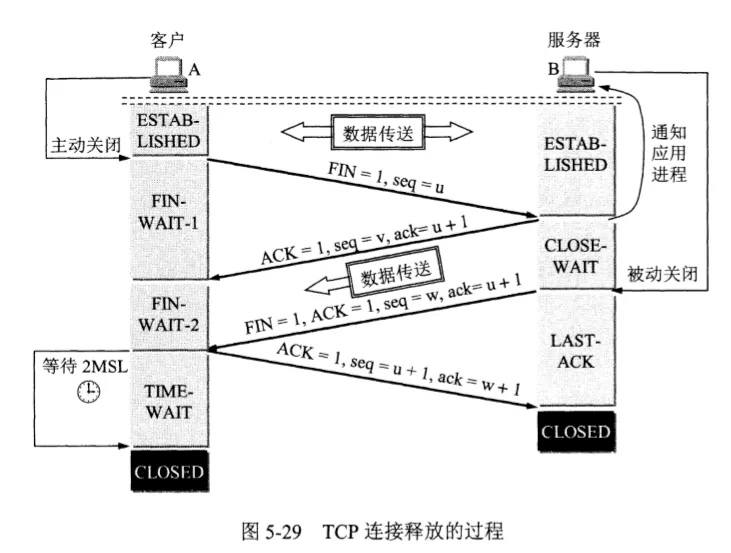 客户
服务器
A
B
ESTAB-
LISHED
主动关闭
数据传送
ESTAB-
LISHED
通知
应用
进程
FIN = 1, seq = u
FIN-
WAIT-1
ACK = 1, seq = v, ack= u + 1
CLOSE-
WAIT
数据传送
被动关闭
FIN-
WAIT-2
FIN = 1, ACK = 1, seq = w, ack= u + 1
LAST-
ACK
ACK = 1, seq = u + 1, ack = w + 1
等待 2MSL
TIME-
WAIT
CLOSED
CLOSED
图 5-29 TCP 连接释放的过程